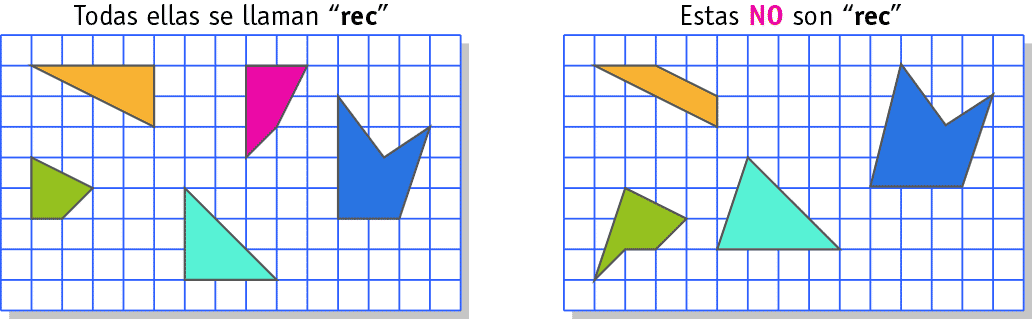 Todas ellas se llaman “rec”
Estas NO son “rec”